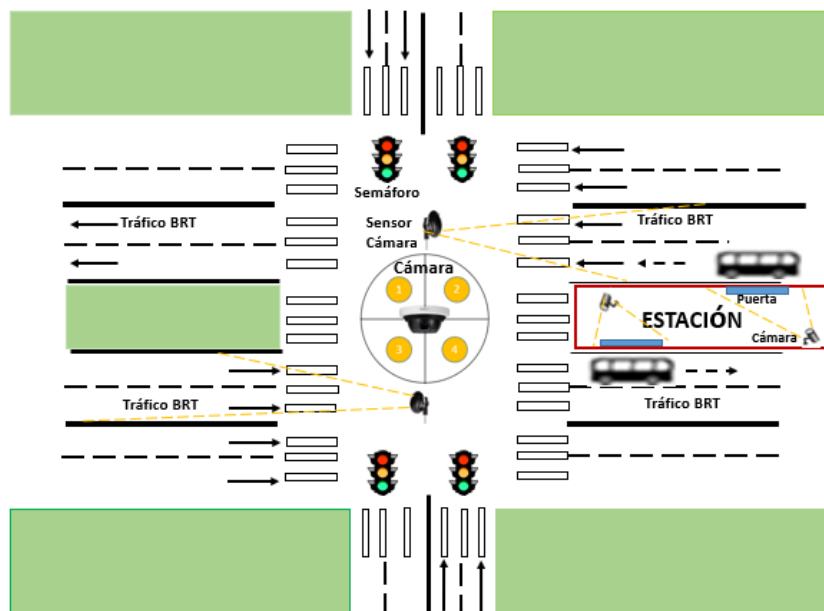 Semáforo
Sensor
Cámara
Tráfico BRT
Tráfico BRT
Cámara
1
2
3
4
Puerta
ESTACIÓN
Cámara
Tráfico BRT
Tráfico BRT